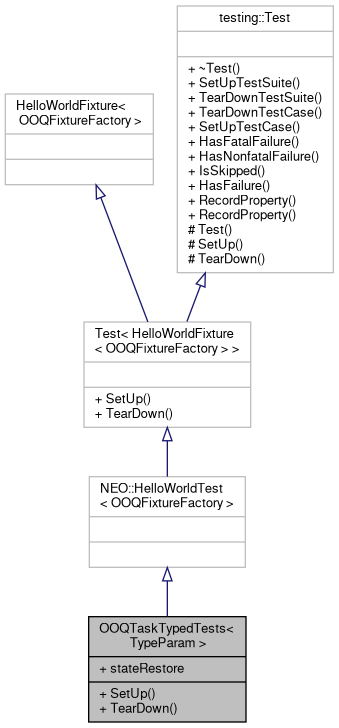 testing::Test
+ ~Test()
+ SetUpTestSuite()
+ TearDownTestSuite()
+ TearDownTestCase()
+ SetUpTestCase()
+ HasFatalFailure()
+ HasNonfatalFailure()
+ IsSkipped()
+ HasFailure()
+ RecordProperty()
+ RecordProperty()
# Test()
# SetUp()
# TearDown()
HelloWorldFixture<
OOQFixtureFactory >
Test< HelloWorldFixture
< OOQFixtureFactory > >
+ SetUp()
+ TearDown()
NEO::HelloWorldTest
< OOQFixtureFactory >
OOQTaskTypedTests<
TypeParam >
+ stateRestore
+ SetUp()
+ TearDown()